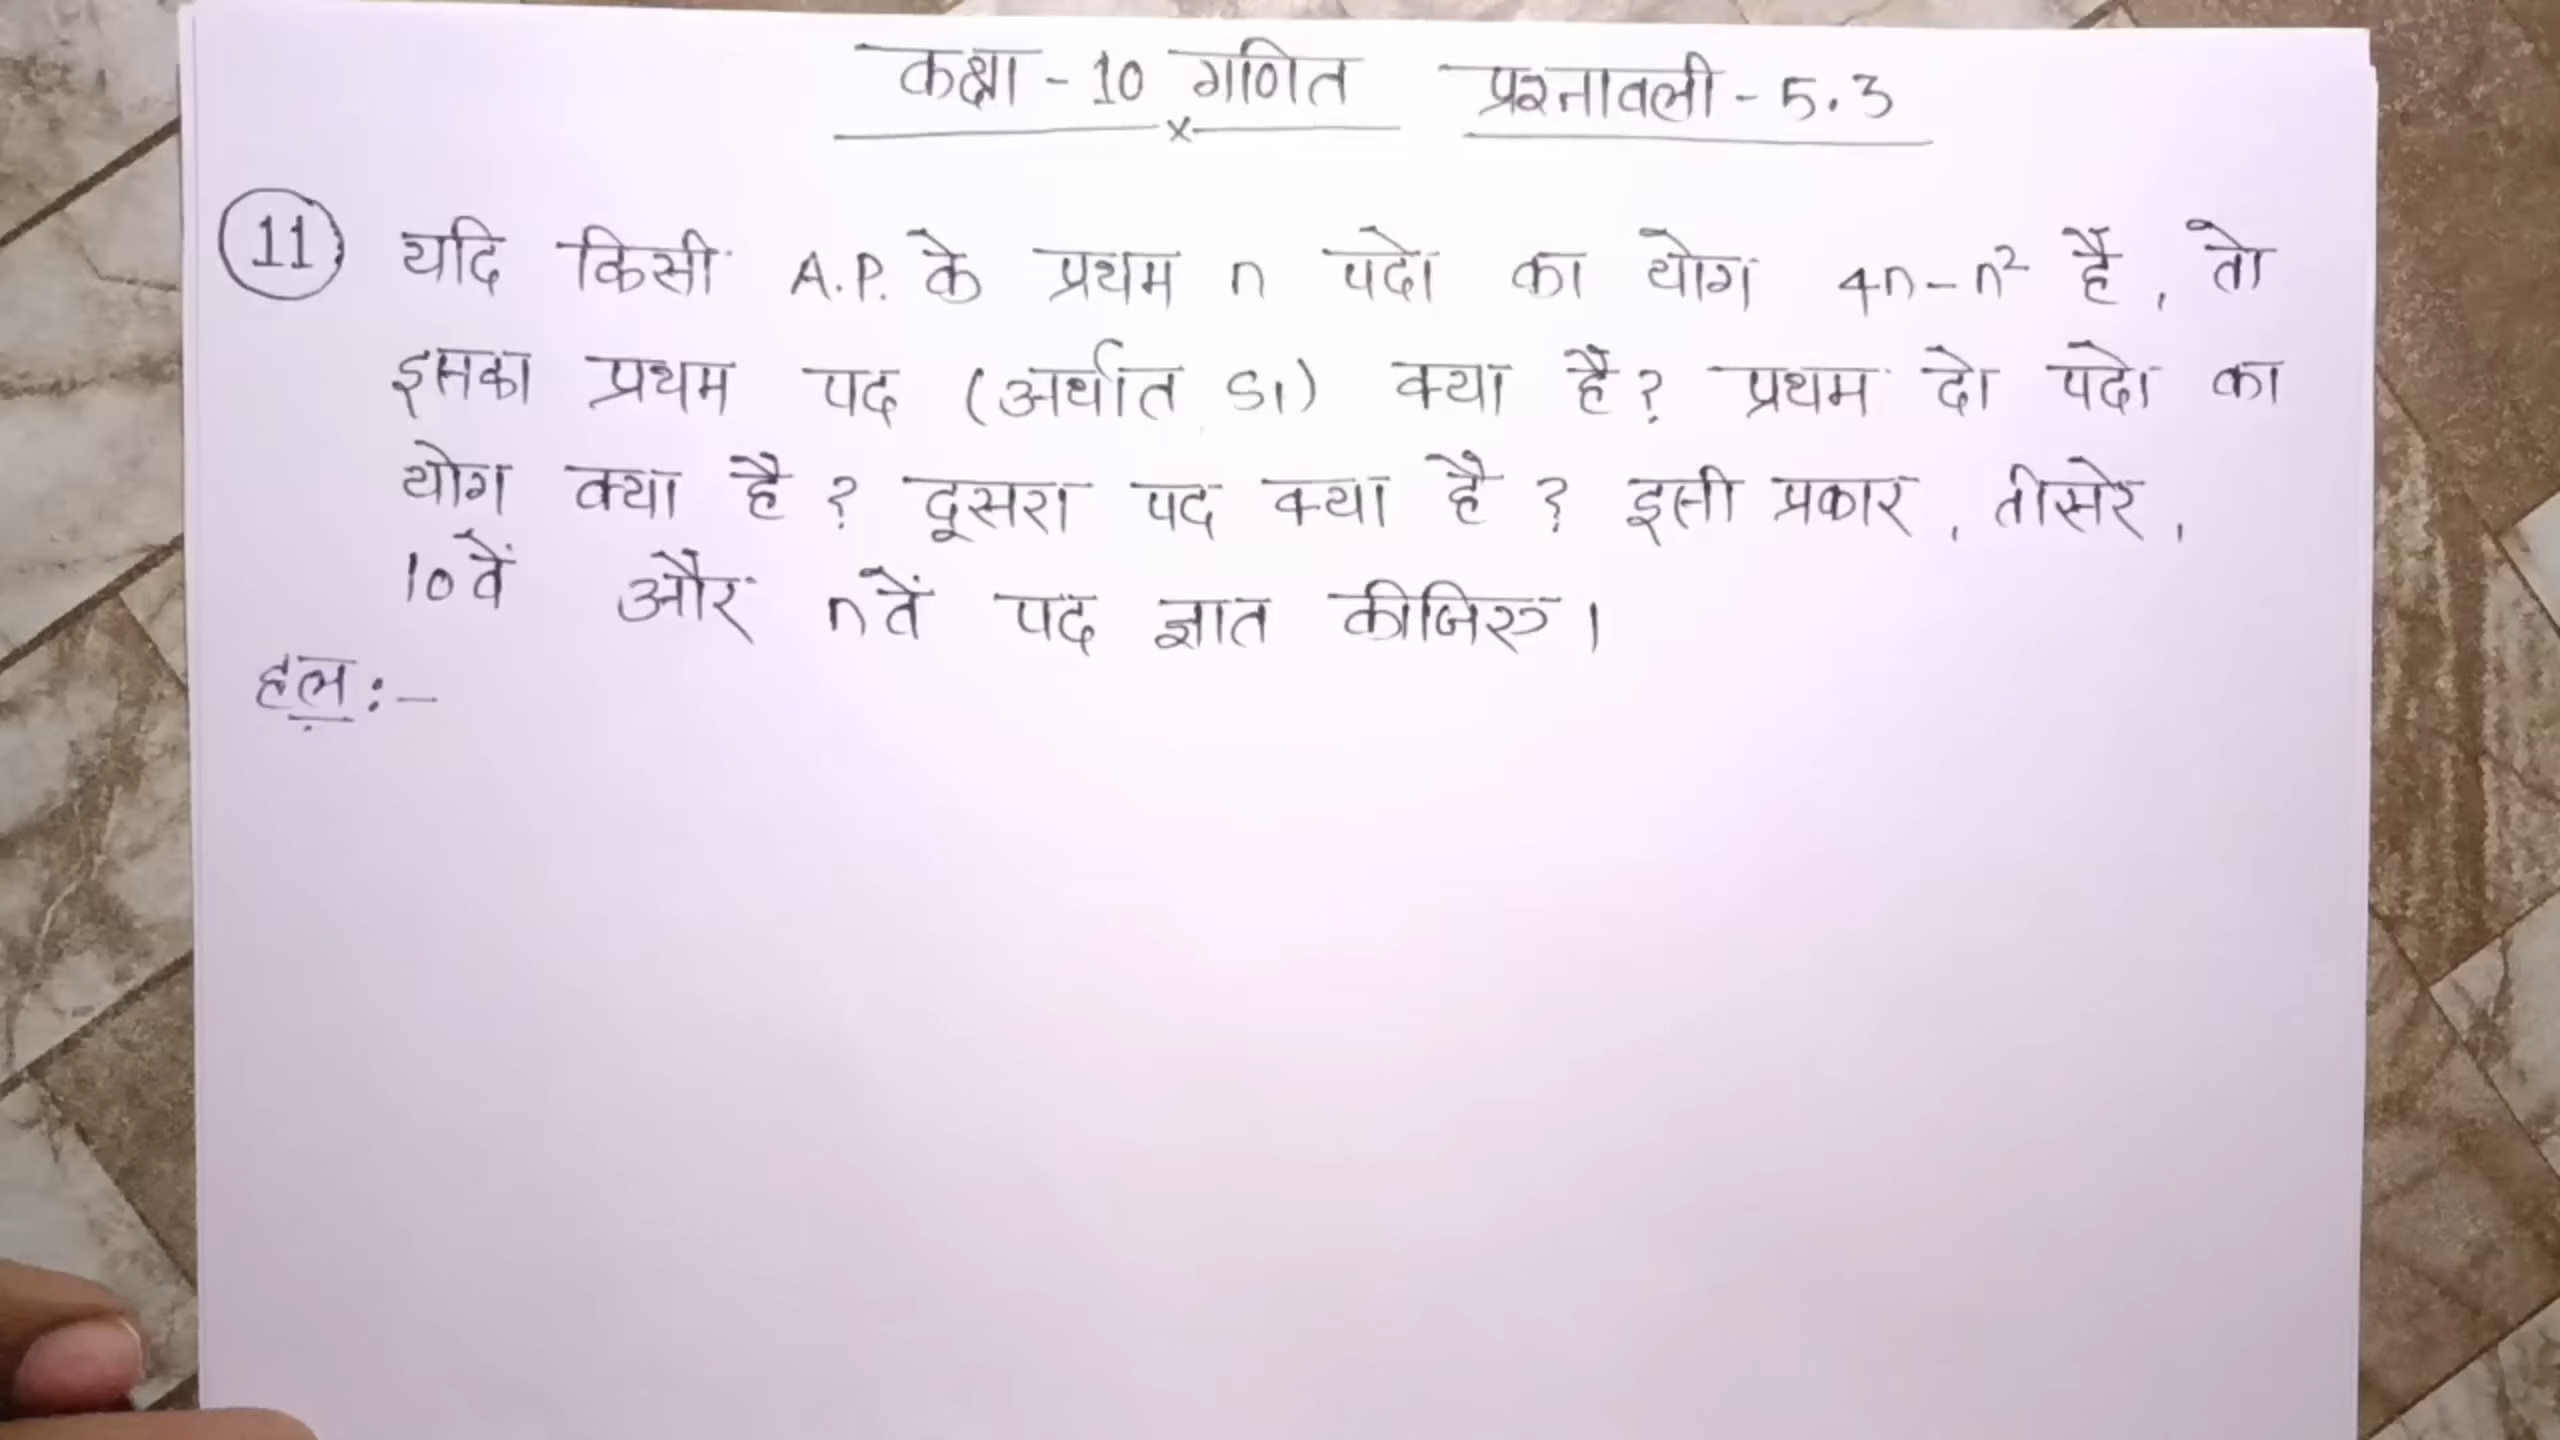 कक्षा - 10 गणित प्रश्नावली - 5.3
x
11 यदि किसी A.P. के प्रथम n पदो का योग 4n-n² है, तो
इसका प्रथम पद (अर्थात S1) क्या है? प्रथम दो पदो का
योग क्या है ? दूसरा पद क्या है ? इसी प्रकार, तीसरे,
10वें और nवें पद ज्ञात कीजिए।
हल :-